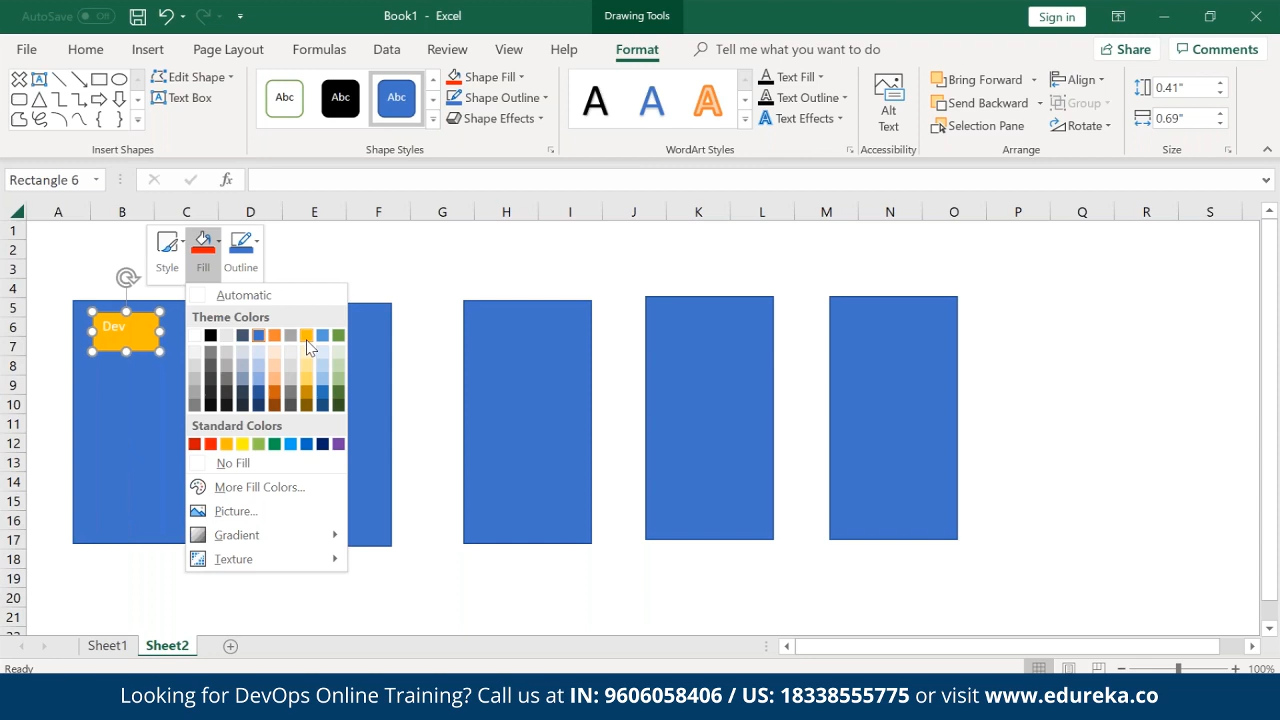 AutoSave Off Book1 - Excel Drawing Tools Sign in
File Home Insert Page Layout Formulas Data Review View Help Format Tell me what you want to do Share Comments
Edit Shape
Text Box
Insert Shapes
Abc Abc Abc
Shape Fill
Shape Outline
Shape Effects
Shape Styles
A A A
Text Fill
Text Outline
Text Effects
WordArt Styles
Alt
Text
Accessibility
Bring Forward
Send Backward
Selection Pane
Align
Group
Rotate
Arrange
0.41"
0.69"
Size
Rectangle 6 fx
A B C D E F G H I J K L M N O P Q R S
1
2
3
4
5
6
7
8
9
10
11
12
13
14
15
16
17
18
19
20
21
Style Fill Outline
Dev
Automatic
Theme Colors
Standard Colors
No Fill
More Fill Colors...
Picture...
Gradient
Texture
Sheet1 Sheet2
Ready 100%
Looking for DevOps Online Training? Call us at IN: 9606058406 / US: 18338555775 or visit www.edureka.co